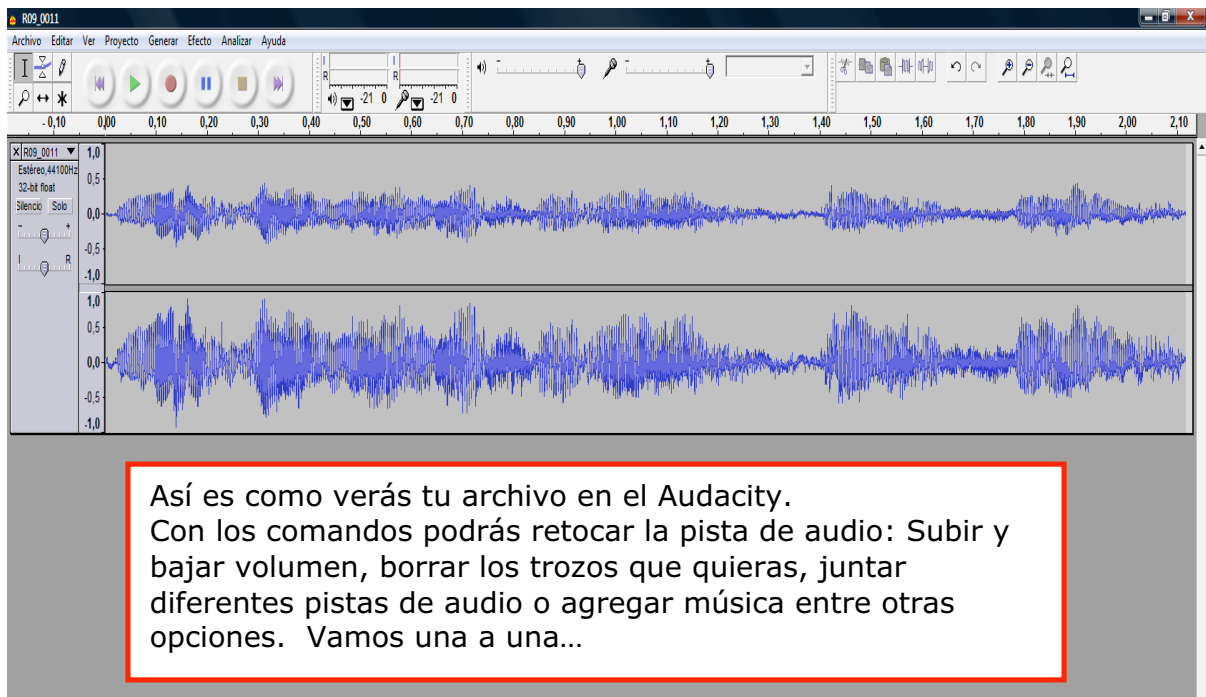 R09_0011
Archivo Editar Ver Proyecto Generar Efecto Analizar Ayuda
I I
R R
-21 0 -21 0
- 0,10 0,00 0,10 0,20 0,30 0,40 0,50 0,60 0,70 0,80 0,90 1,00 1,10 1,20 1,30 1,40 1,50 1,60 1,70 1,80 1,90 2,00 2,10
X R09_0011
Estéreo,44100Hz
32-bit float
Silencio Solo
- +
I R
1,0
0,5
0,0
-0,5
-1,0
1,0
0,5
0,0
-0,5
-1,0
Así es como verás tu archivo en el Audacity.
Con los comandos podrás retocar la pista de audio: Subir y
bajar volumen, borrar los trozos que quieras, juntar
diferentes pistas de audio o agregar música entre otras
opciones. Vamos una a una…